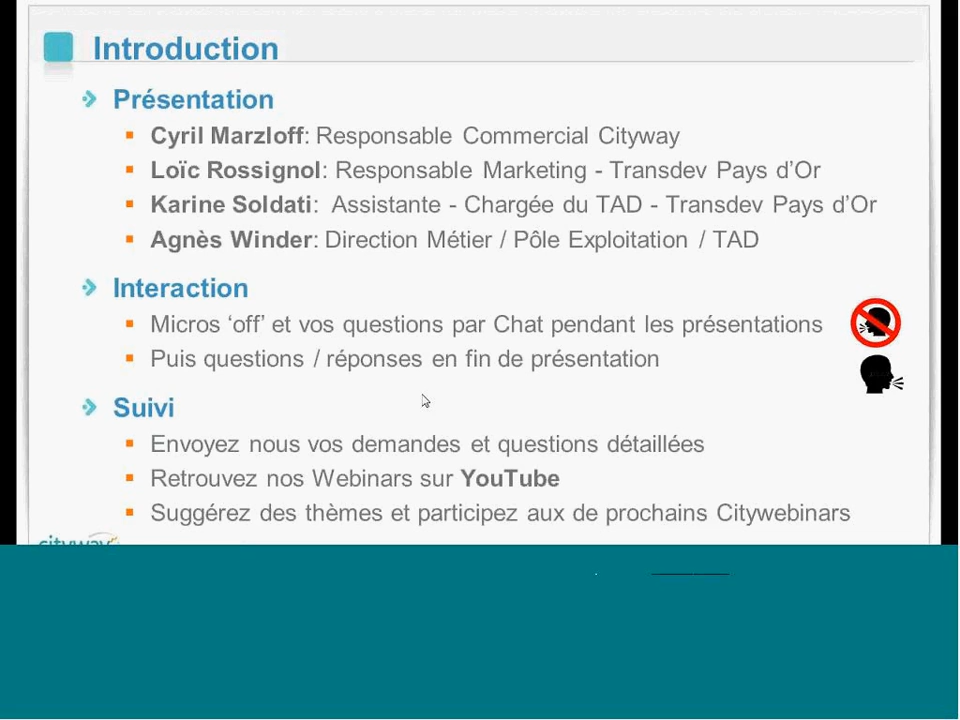 Introduction
Présentation
Cyril Marzloff: Responsable Commercial Cityway
Loïc Rossignol: Responsable Marketing - Transdev Pays d’Or
Karine Soldati: Assistante - Chargée du TAD - Transdev Pays d’Or
Agnès Winder: Direction Métier / Pôle Exploitation / TAD
Interaction
Micros ‘off’ et vos questions par Chat pendant les présentations
Puis questions / réponses en fin de présentation
Suivi
Envoyez nous vos demandes et questions détaillées
Retrouvez nos Webinars sur YouTube
Suggérez des thèmes et participez aux de prochains Citywebinars
cityway